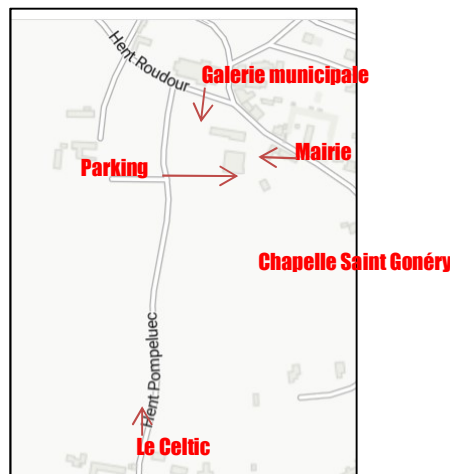 Hent Roudour
Galerie municipale
Mairie
Parking
Chapelle Saint Gonéry
Hent Pompeluec
Le Celtic